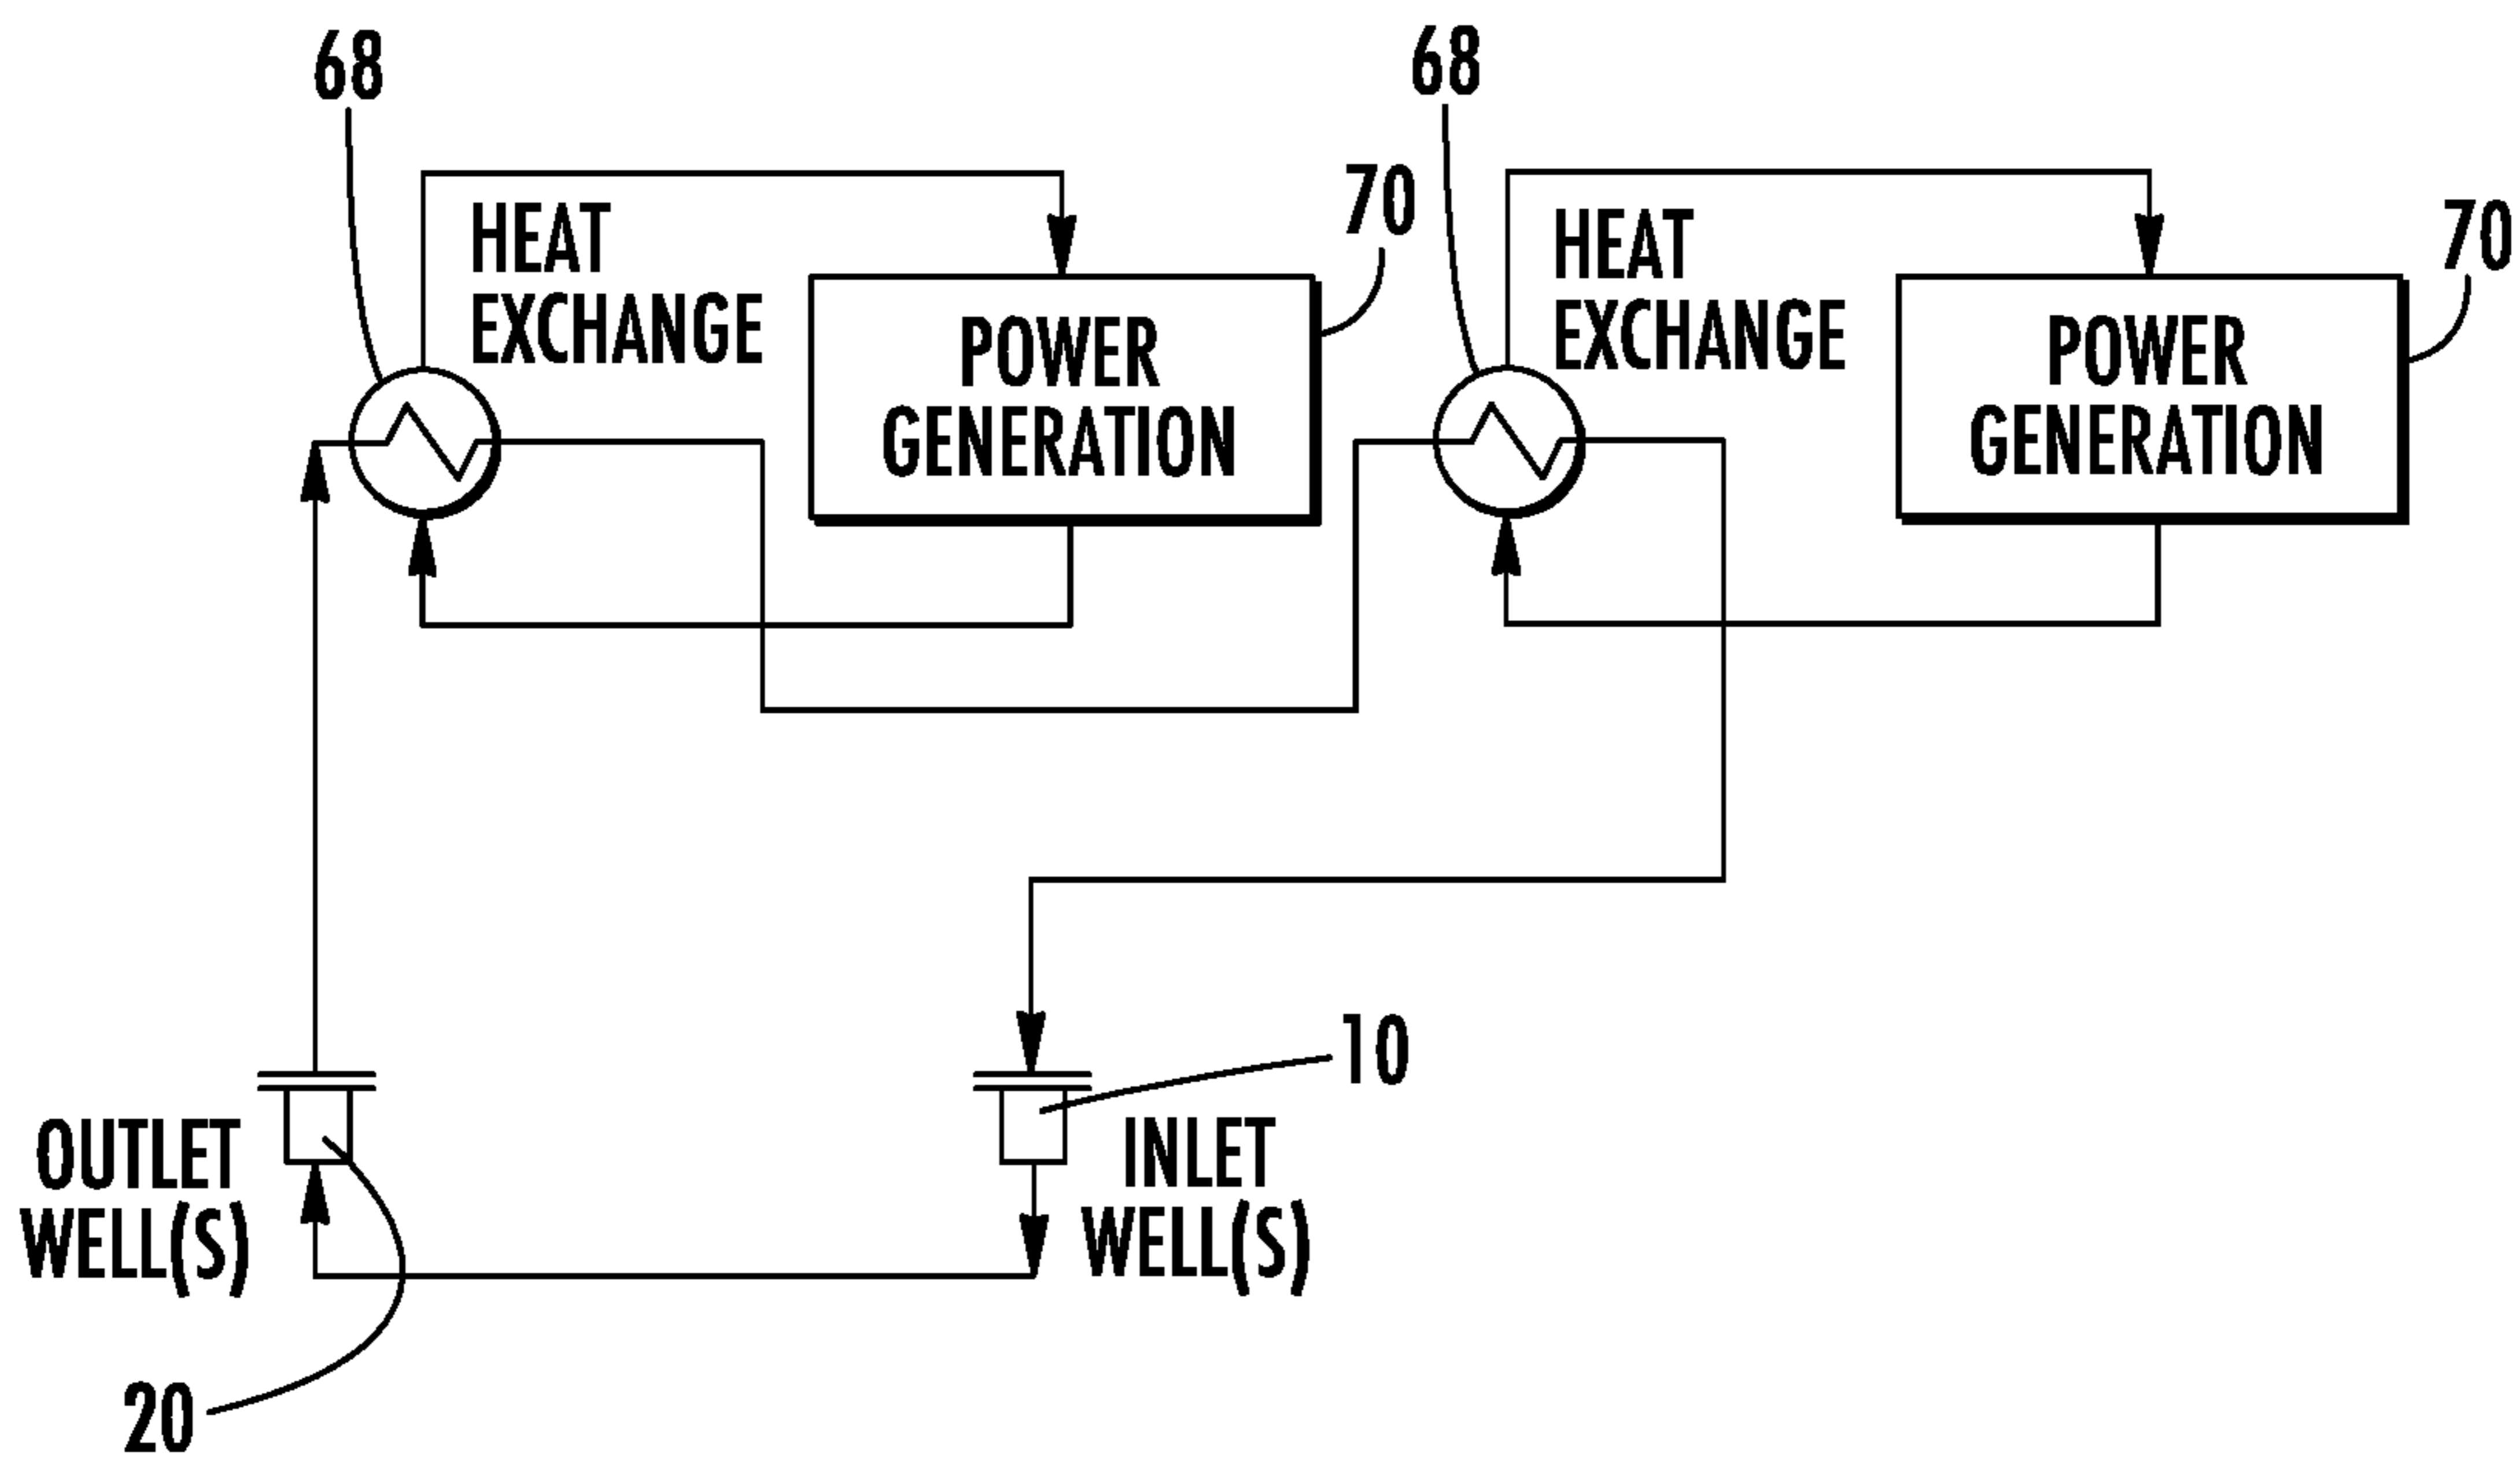 68
68
70
70
HEAT
EXCHANGE
HEAT
EXCHANGE
POWER
GENERATION
POWER
GENERATION
10
OUTLET
WELL(S)
INLET
WELL(S)
20